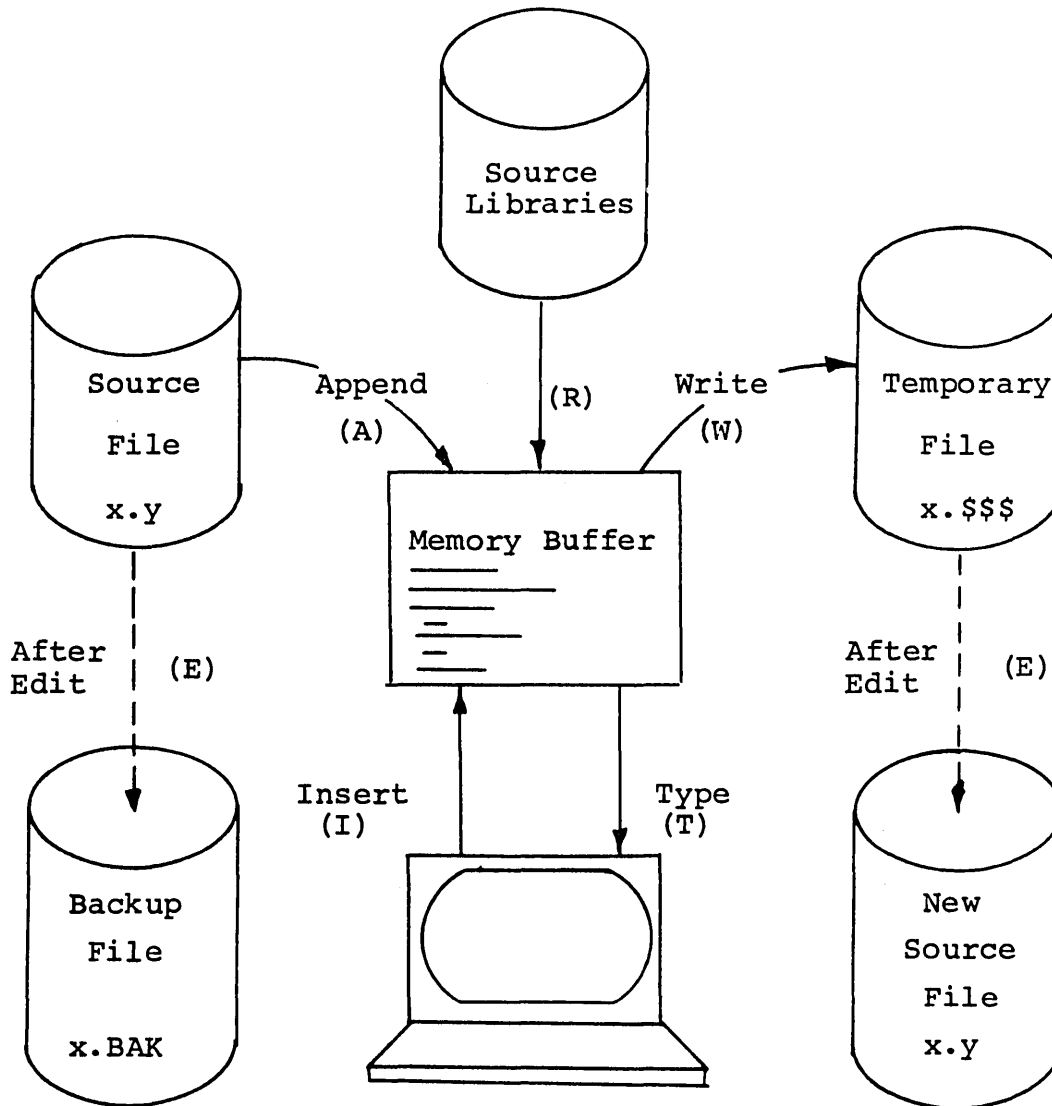 Source
Libraries
Source
File
x.y
Append
(A)
(R)
Write
(W)
Temporary
File
x.$$$
Memory Buffer
After
Edit
(E)
After
Edit
(E)
Insert
(I)
Type
(T)
Backup
File
x.BAK
New
Source
File
x.y